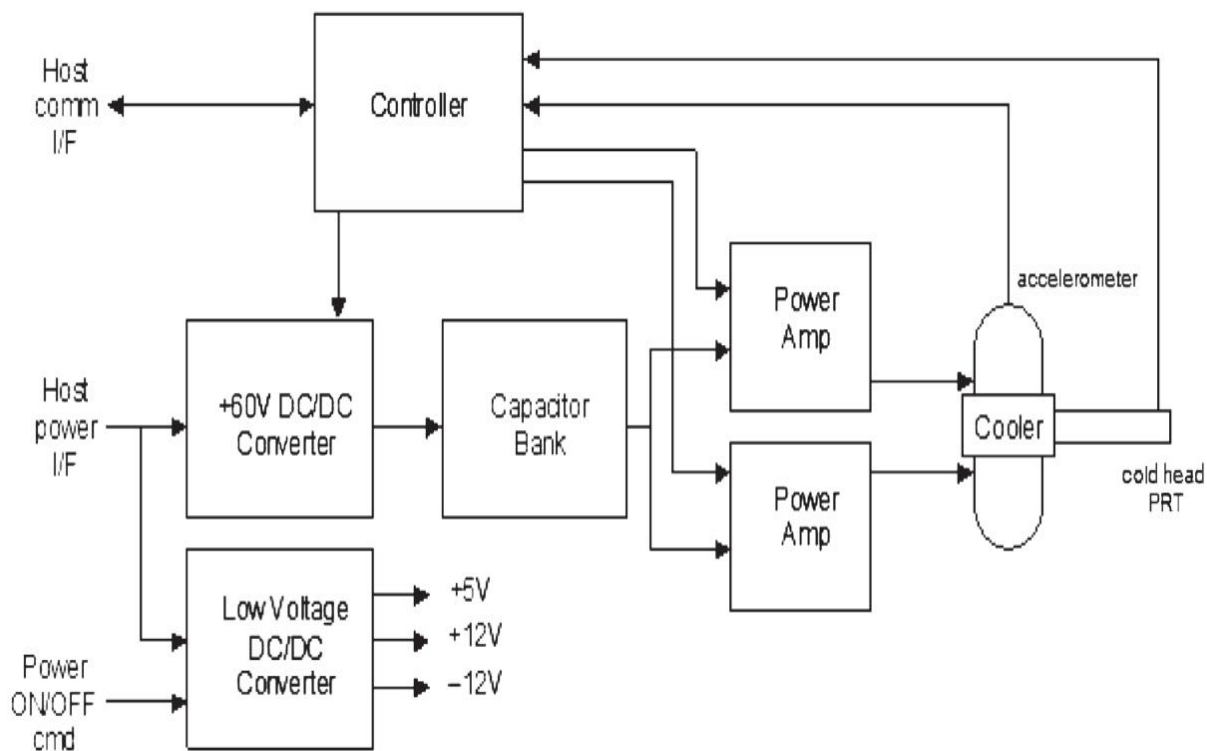 Host
comm
I/F
Controller
accelerometer
Power
Amp
Host
power
I/F
+60V DC/DC
Converter
Capacitor
Bank
Cooler
cold head
PRT
Power
Amp
Low Voltage
DC/DC
Converter
+5V
+12V
–12V
Power
ON/OFF
cmd